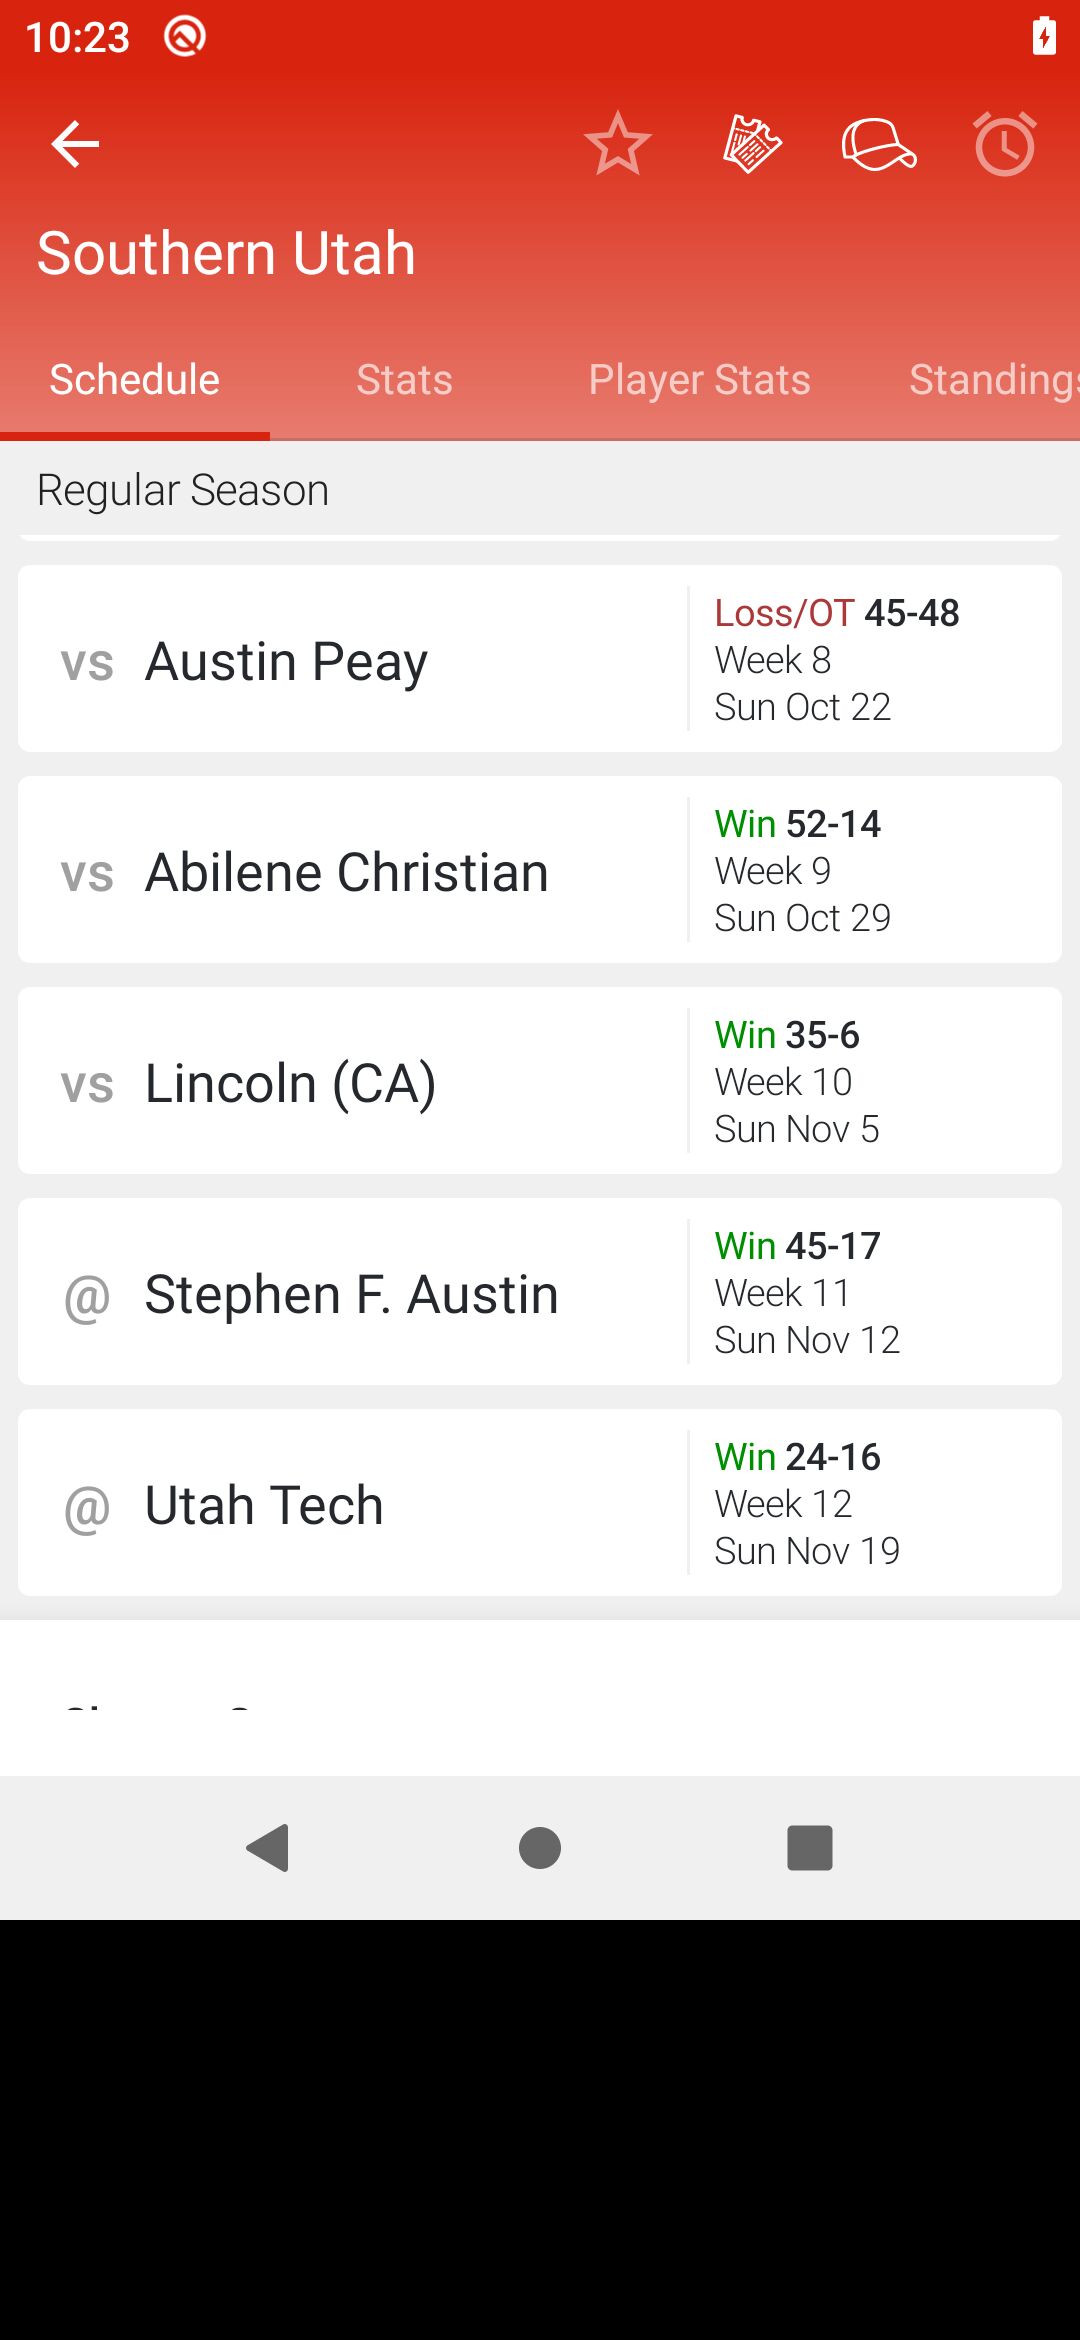 10:23
Southern Utah
Schedule Stats Player Stats Standings
Regular Season
vs Austin Peay
Loss/OT 45-48
Week 8
Sun Oct 22
vs Abilene Christian
Win 52-14
Week 9
Sun Oct 29
vs Lincoln (CA)
Win 35-6
Week 10
Sun Nov 5
@ Stephen F. Austin
Win 45-17
Week 11
Sun Nov 12
@ Utah Tech
Win 24-16
Week 12
Sun Nov 19